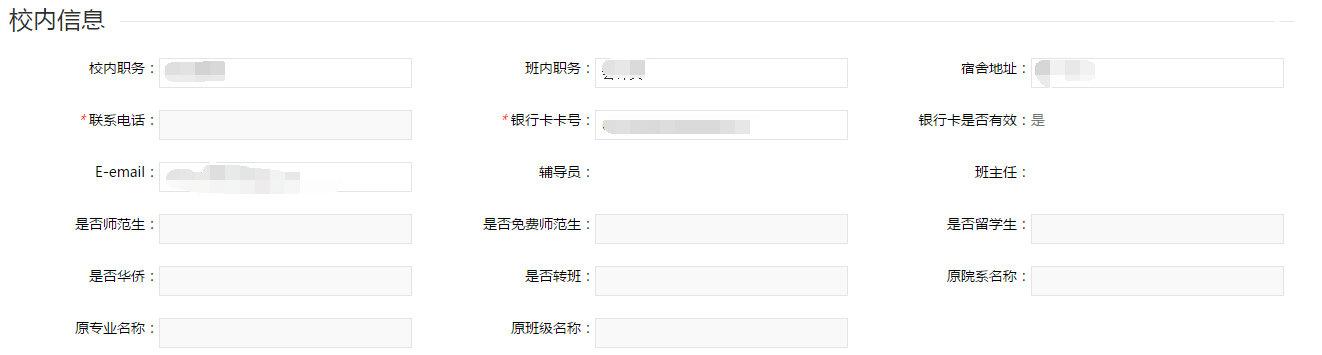 校内信息
校内职务： 班内职务： 宿舍地址：
*联系电话： *银行卡卡号： 银行卡是否有效：是
E-email： 辅导员： 班主任：
是否师范生： 是否免费师范生： 是否留学生：
是否华侨： 是否转班： 原院系名称：
原专业名称： 原班级名称：